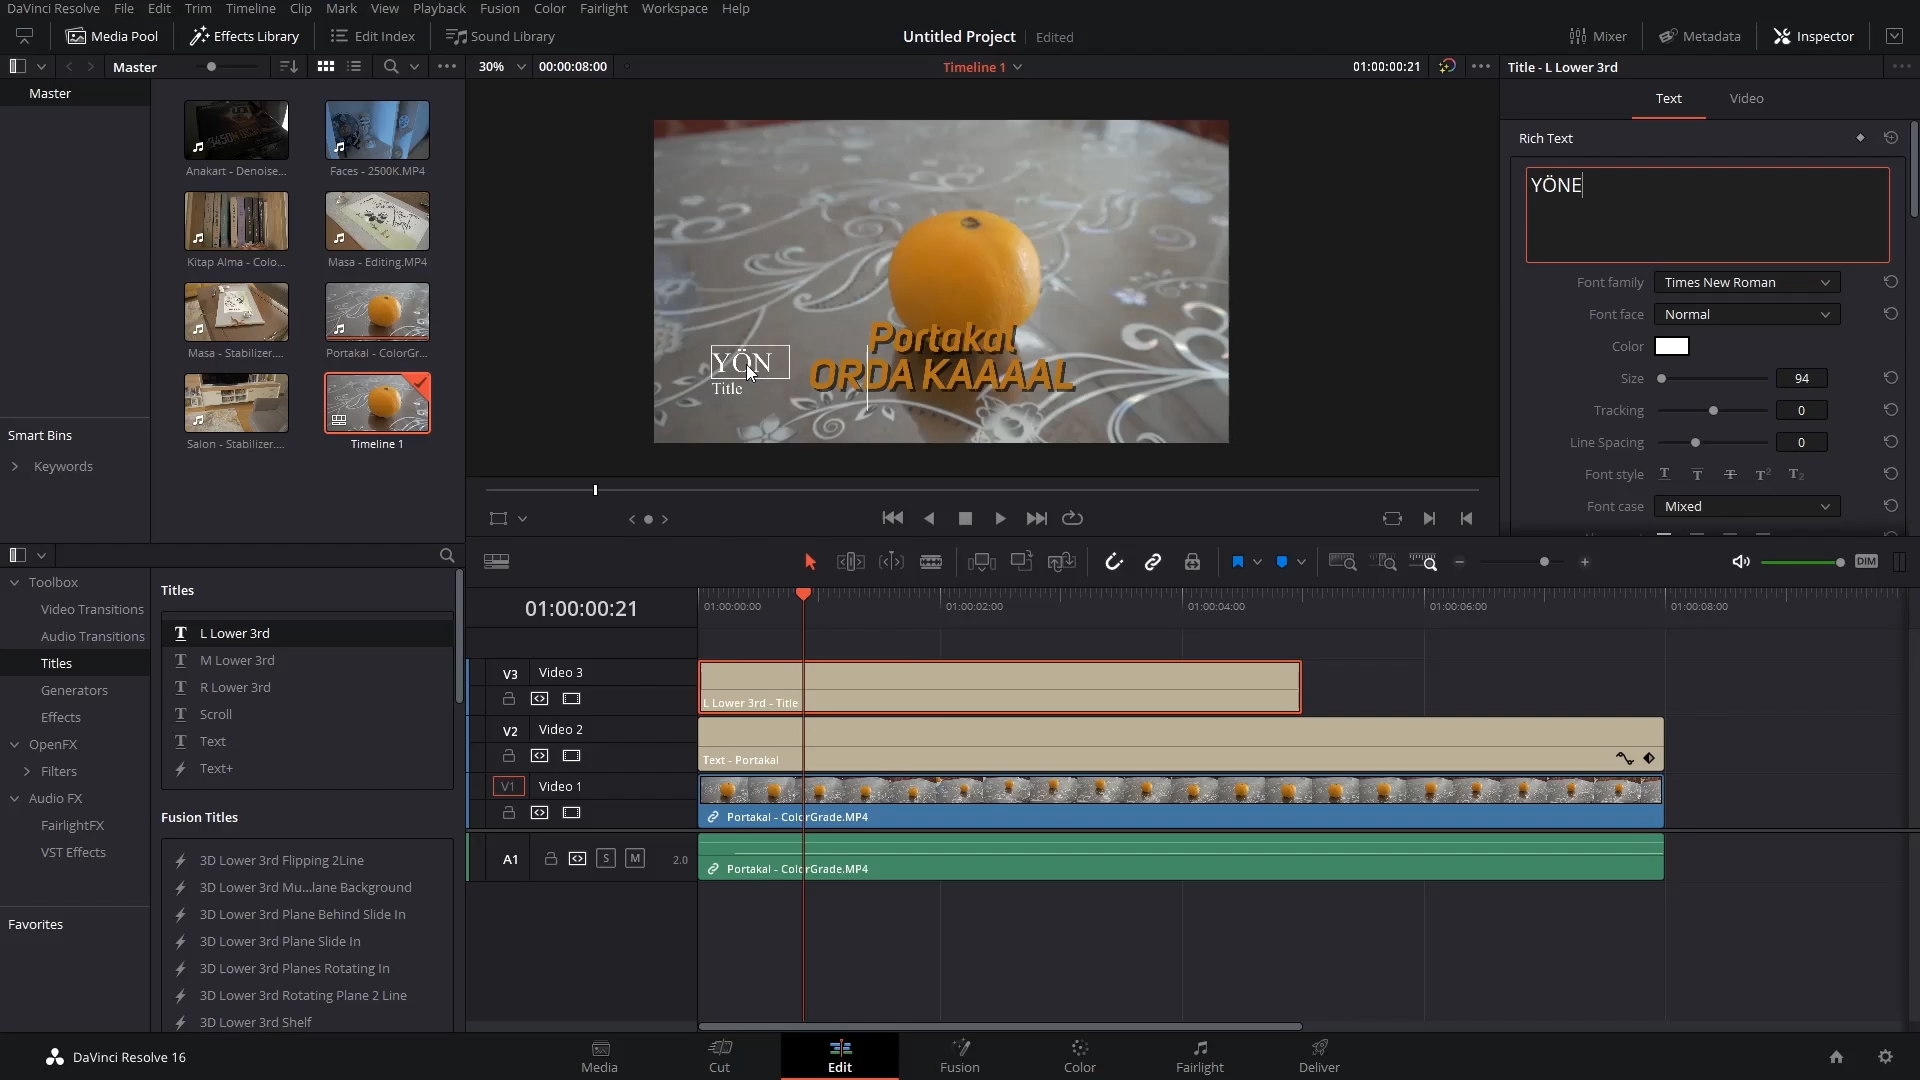 DaVinci Resolve File Edit Trim Timeline Clip Mark View Playback Fusion Color Fairlight Workspace Help
Media Pool Effects Library Edit Index Sound Library Untitled Project Edited Mixer Metadata Inspector
Master 30% 00:00:08:00 Timeline 1 01:00:00:21 Title - L Lower 3rd
Master
Anakart - Denoise... Faces - 2500K.MP4
Kitap Alma - Colo... Masa - Editing.MP4
Masa - Stabilizer.... Portakal - ColorGr...
Salon - Stabilizer.... Timeline 1
Smart Bins
Keywords
Portakal
ORDA KAAAAL
YÖN
Title
Text Video
Rich Text
YÖNE
Font family Times New Roman
Font face Normal
Color
Size 94
Tracking 0
Line Spacing 0
Font style T T T T2 T2
Font case Mixed
Toolbox
Video Transitions
Audio Transitions
Titles
Generators
Effects
OpenFX
Filters
Audio FX
FairlightFX
VST Effects
Favorites
Titles
L Lower 3rd
M Lower 3rd
R Lower 3rd
Scroll
Text
Text+
Fusion Titles
3D Lower 3rd Flipping 2Line
3D Lower 3rd Mu...lane Background
3D Lower 3rd Plane Behind Slide In
3D Lower 3rd Plane Slide In
3D Lower 3rd Planes Rotating In
3D Lower 3rd Rotating Plane 2 Line
3D Lower 3rd Shelf
DIM
01:00:00:21 01:00:00:00 01:00:02:00 01:00:04:00 01:00:06:00 01:00:08:00
V3 Video 3
L Lower 3rd - Title
V2 Video 2
Text - Portakal
V1 Video 1
Portakal - ColorGrade.MP4
A1 S M 2.0
Portakal - ColorGrade.MP4
DaVinci Resolve 16 Media Cut Edit Fusion Color Fairlight Deliver